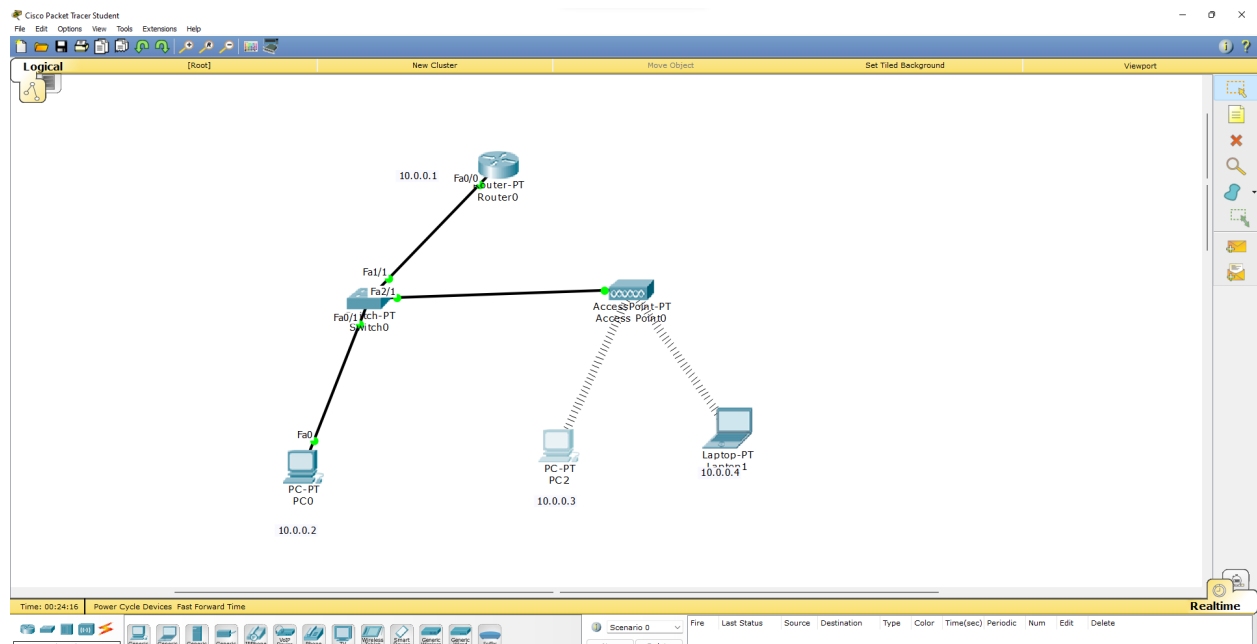 Cisco Packet Tracer Student
File Edit Options View Tools Extensions Help
Logical [Root] New Cluster Move Object Set Tiled Background Viewport
10.0.0.1
Fa0/0
Router0
Fa1/1
Fa2/1
Fa0/1
Switch0
AccessPoint-PT
Access Point0
Fa0
PC-PT
PC0
10.0.0.2
PC-PT
PC2
10.0.0.3
Laptop-PT
Laptop1
10.0.0.4
Time: 00:24:16 Power Cycle Devices Fast Forward Time Realtime
Scenario 0 Fire Last Status Source Destination Type Color Time(sec) Periodic Num Edit Delete